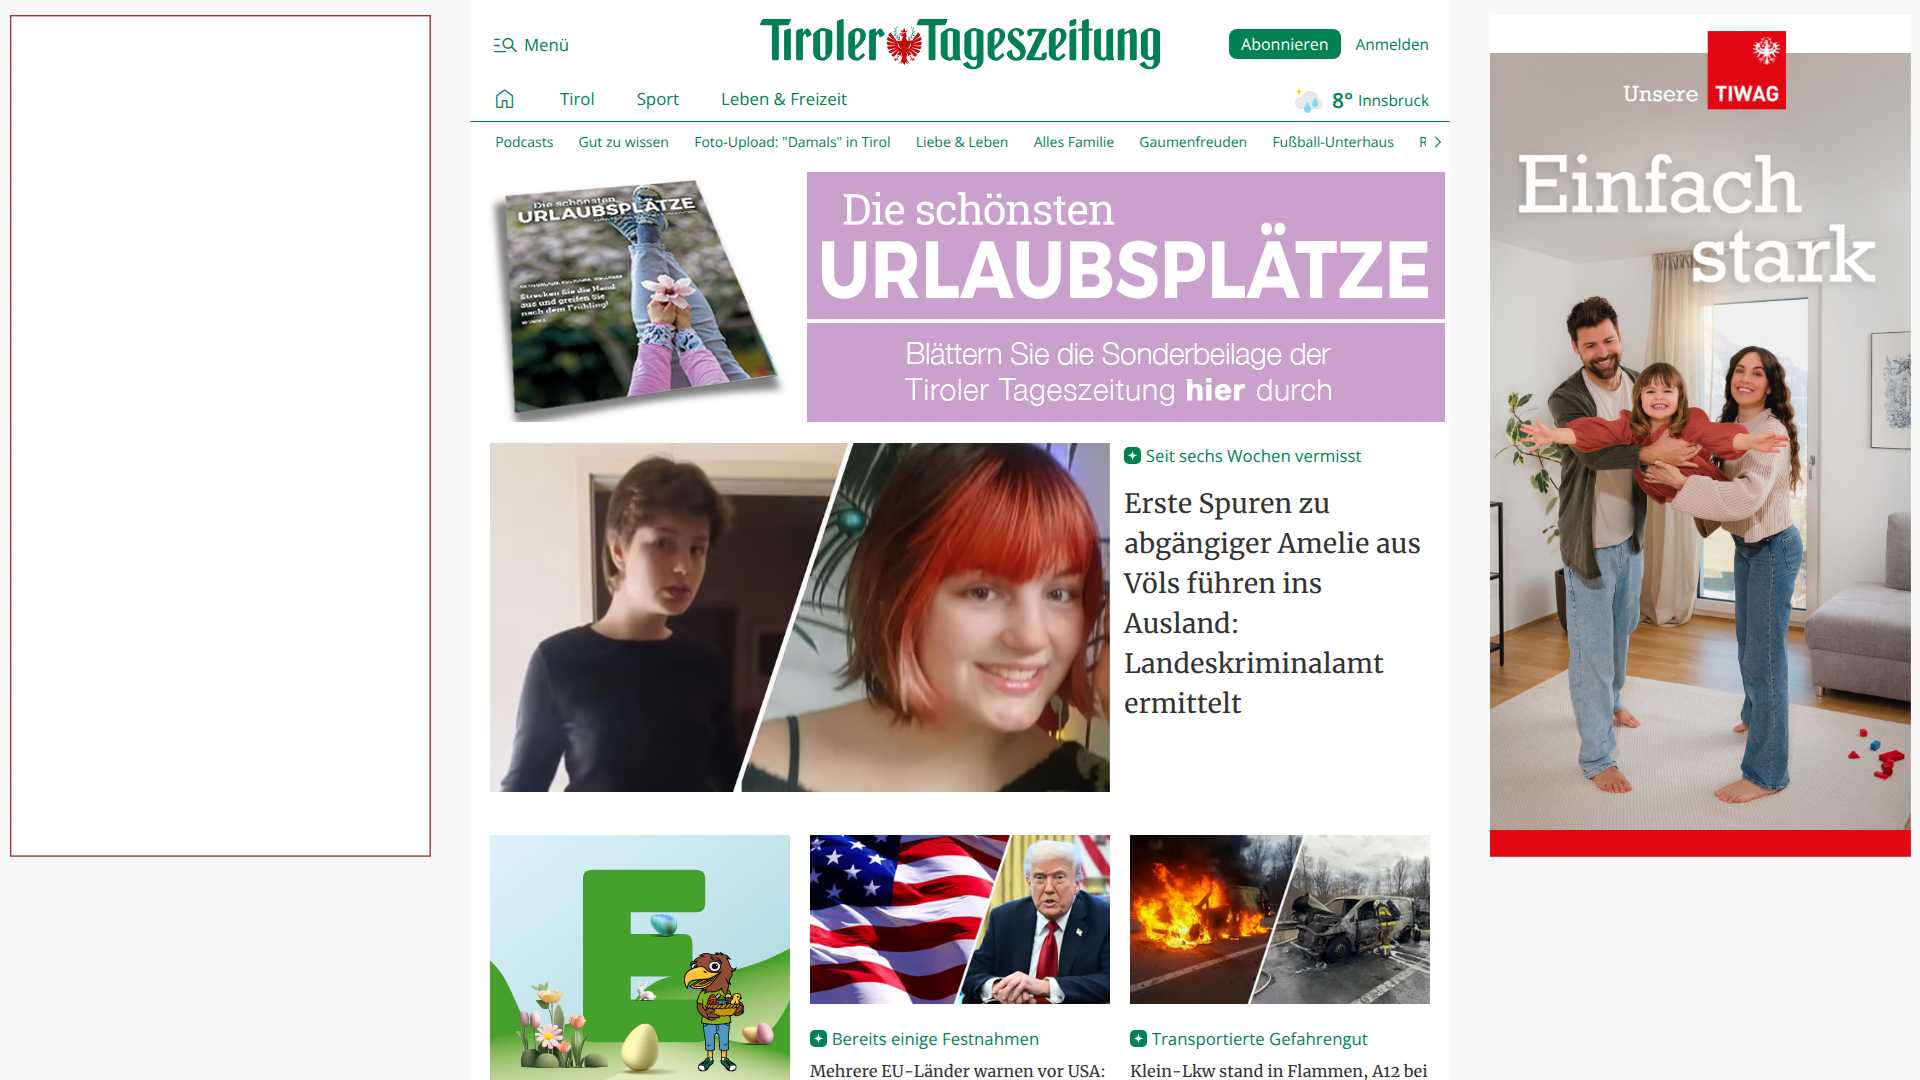 Menü
Tiroler Tageszeitung
Abonnieren
Anmelden
Tirol
Sport
Leben & Freizeit
8° Innsbruck
Podcasts
Gut zu wissen
Foto-Upload: "Damals" in Tirol
Liebe & Leben
Alles Familie
Gaumenfreuden
Fußball-Unterhaus
Die schönsten
URLAUBSPLÄTZE
Strecken Sie die Hand
aus und greifen Sie
nach dem Frühling!
Die schönsten
URLAUBSPLÄTZE
Blättern Sie die Sonderbeilage der
Tiroler Tageszeitung hier durch
Seit sechs Wochen vermisst
Erste Spuren zu
abgängiger Amelie aus
Völs führen ins
Ausland:
Landeskriminalamt
ermittelt
E
Bereits einige Festnahmen
Mehrere EU-Länder warnen vor USA:
Transportierte Gefahrengut
Klein-Lkw stand in Flammen, A12 bei
Unsere
TIWAG
Einfach
stark